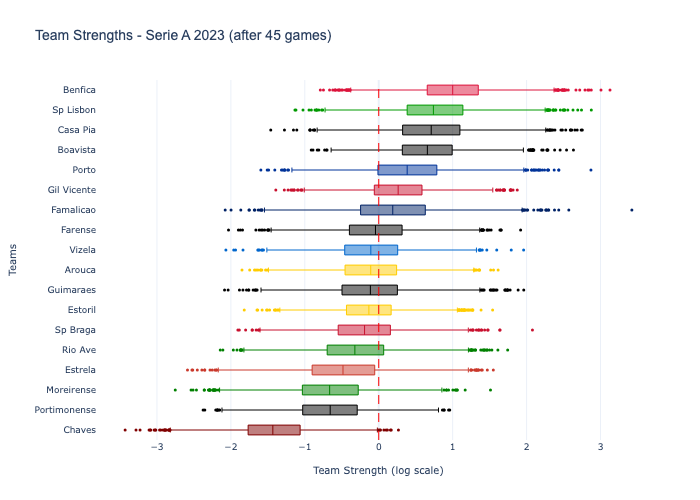 Team Strengths - Serie A 2023 (after 45 games)
Benfica
Sp Lisbon
Casa Pia
Boavista
Porto
Gil Vicente
Famalicao
Farense
Vizela
Arouca
Guimaraes
Estoril
Sp Braga
Rio Ave
Estrela
Moreirense
Portimonense
Chaves
Teams
−3 −2 −1 0 1 2 3
Team Strength (log scale)